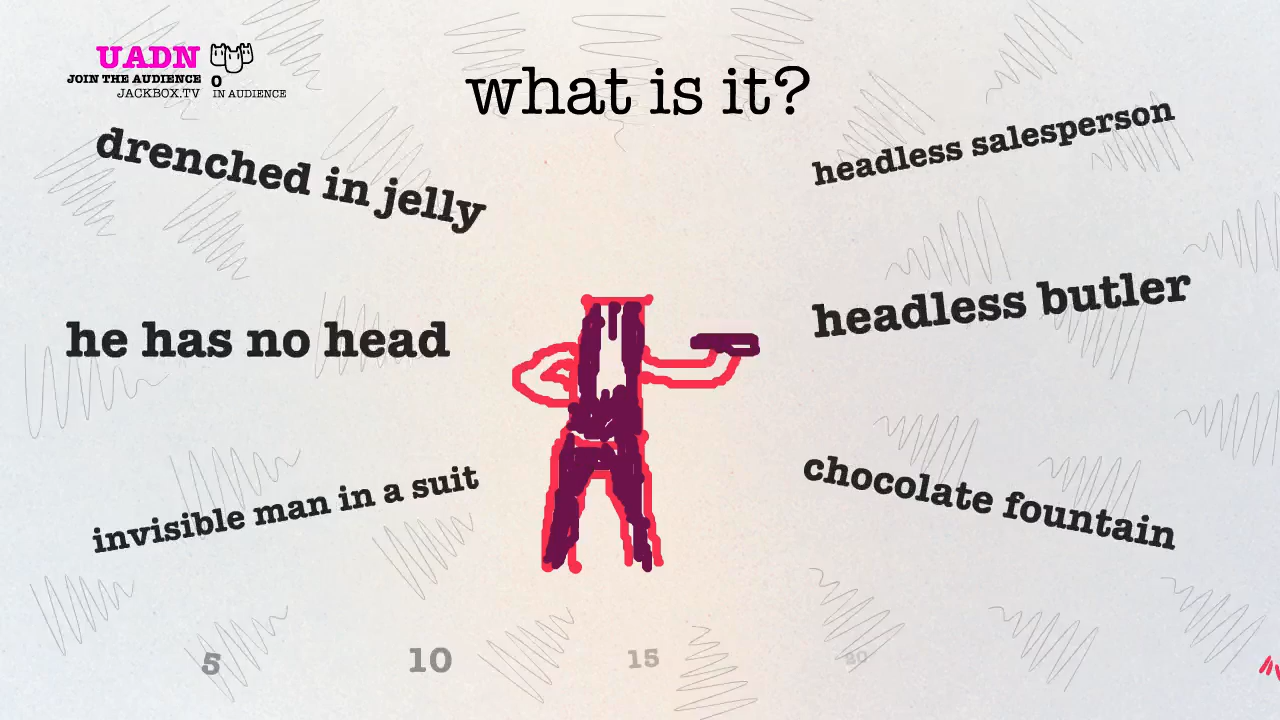 UADN
JOIN THE AUDIENCE
JACKBOX.TV
0
IN AUDIENCE
what is it?
drenched in jelly
headless salesperson
he has no head
headless butler
invisible man in a suit
chocolate fountain
5
10
15
20